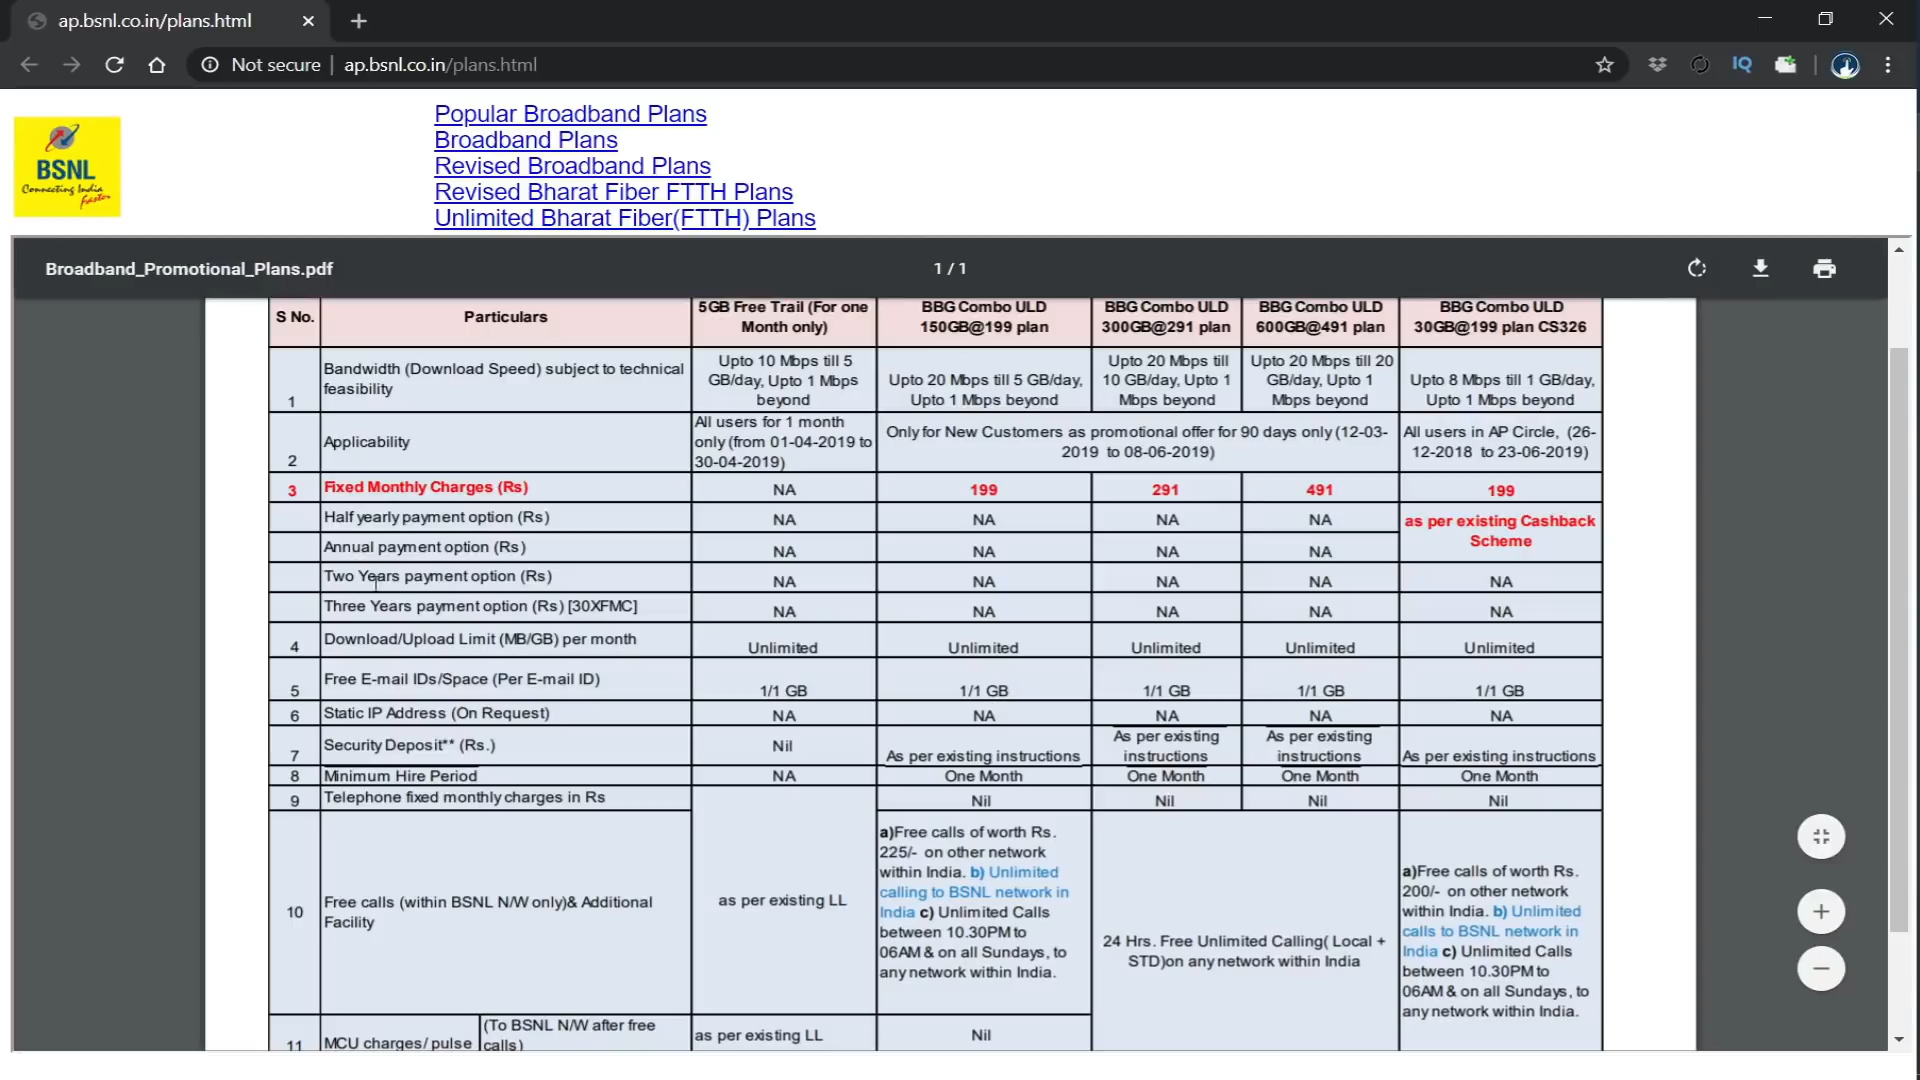 ap.bsnl.co.in/plans.html
Not secure
ap.bsnl.co.in/plans.html
IQ
BSNL
Connecting India
Faster
Popular Broadband Plans
Broadband Plans
Revised Broadband Plans
Revised Bharat Fiber FTTH Plans
Unlimited Bharat Fiber(FTTH) Plans
Broadband_Promotional_Plans.pdf
1 / 1
S No.
Particulars
5GB Free Trail (For one
Month only)
BBG Combo ULD
150GB@199 plan
BBG Combo ULD
300GB@291 plan
BBG Combo ULD
600GB@491 plan
BBG Combo ULD
30GB@199 plan CS326
1
Bandwidth (Download Speed) subject to technical
feasibility
Upto 10 Mbps till 5
GB/day, Upto 1 Mbps
beyond
Upto 20 Mbps till 5 GB/day,
Upto 1 Mbps beyond
Upto 20 Mbps till
10 GB/day, Upto 1
Mbps beyond
Upto 20 Mbps till 20
GB/day, Upto 1
Mbps beyond
Upto 8 Mbps till 1 GB/day,
Upto 1 Mbps beyond
2
Applicability
All users for 1 month
only (from 01-04-2019 to
30-04-2019)
Only for New Customers as promotional offer for 90 days only (12-03-
2019 to 08-06-2019)
All users in AP Circle, (26-
12-2018 to 23-06-2019)
3
Fixed Monthly Charges (Rs)
NA
199
291
491
199
Half yearly payment option (Rs)
NA
NA
NA
NA
as per existing Cashback
Scheme
Annual payment option (Rs)
NA
NA
NA
NA
Two Years payment option (Rs)
NA
NA
NA
NA
NA
Three Years payment option (Rs) [30XFMC]
NA
NA
NA
NA
NA
4
Download/Upload Limit (MB/GB) per month
Unlimited
Unlimited
Unlimited
Unlimited
Unlimited
5
Free E-mail IDs/Space (Per E-mail ID)
1/1 GB
1/1 GB
1/1 GB
1/1 GB
1/1 GB
6
Static IP Address (On Request)
NA
NA
NA
NA
NA
7
Security Deposit** (Rs.)
Nil
As per existing instructions
As per existing
instructions
As per existing
instructions
As per existing instructions
8
Minimum Hire Period
NA
One Month
One Month
One Month
One Month
9
Telephone fixed monthly charges in Rs
Nil
Nil
Nil
Nil
10
Free calls (within BSNL N/W only)& Additional
Facility
as per existing LL
a)Free calls of worth Rs.
225/- on other network
within India. b) Unlimited
calling to BSNL network in
India c) Unlimited Calls
between 10.30PM to
06AM & on all Sundays, to
any network within India.
24 Hrs. Free Unlimited Calling( Local +
STD)on any network within India
a)Free calls of worth Rs.
200/- on other network
within India. b) Unlimited
calls to BSNL network in
India c) Unlimited Calls
between 10.30PM to
06AM & on all Sundays, to
any network within India.
11
MCU charges/ pulse
(To BSNL N/W after free
calls)
as per existing LL
Nil